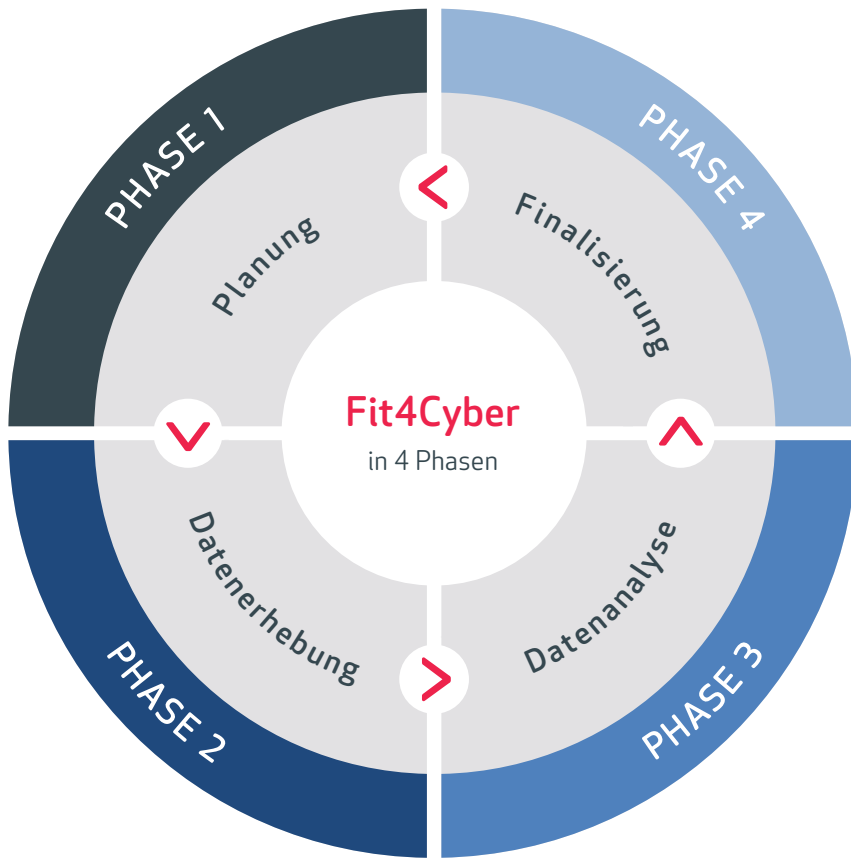 PHASE 1
Planung
PHASE 2
Datenerhebung
PHASE 3
Datenanalyse
PHASE 4
Finalisierung
Fit4Cyber
in 4 Phasen